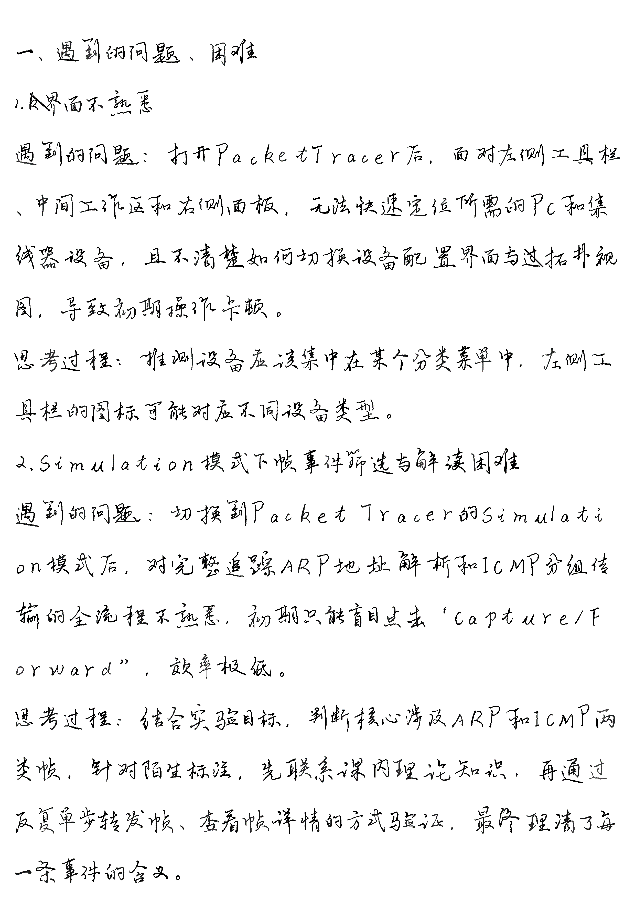 一、遇到的问题、困难
1.界面不熟悉
遇到的问题：打开PacketTracer后，面对左侧工具栏
、中间工作区和右侧面板，无法快速定位所需的PC和集
线器设备，且不清楚如何切换设备配置界面与拓扑视
图，导致初期操作卡顿。
思考过程：推测设备应该集中在某个分类菜单中，左侧工
具栏的图标可能对应不同设备类型。
2.Simulation模式下帧事件筛选与解读困难
遇到的问题：切换到Packet Tracer的Simulati
on模式后，对完整追踪ARP地址解析和ICMP分组传
输的全流程不熟悉，初期只能盲目点击“Capture/F
orward”，效率极低。
思考过程：结合实验目标，判断核心涉及ARP和ICMP两
类帧，针对陌生标注，先联系课内理论知识，再通过
反复单步转发帧、查看帧详情的方式验证，最终理清了每
一条事件的含义。